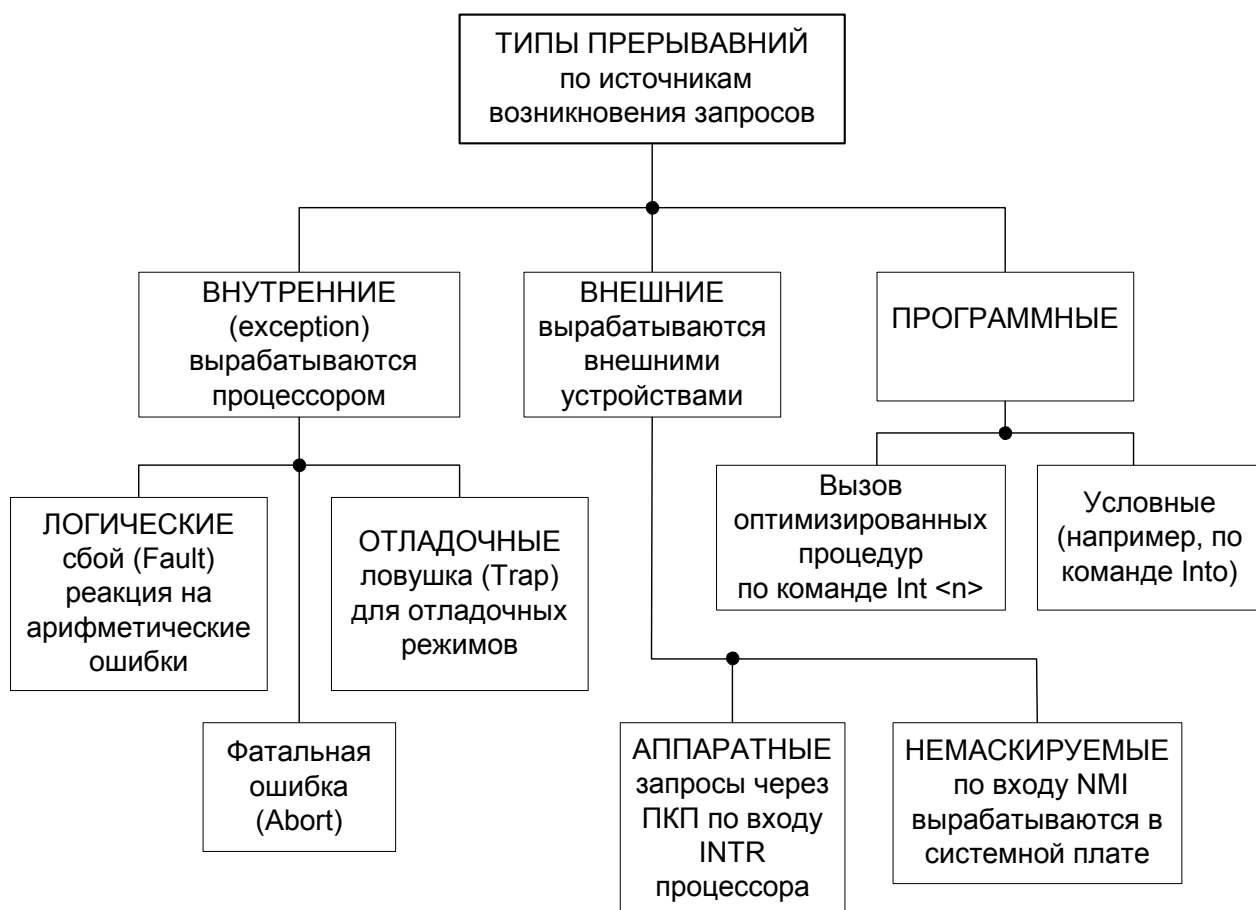 ТИПЫ ПРЕРЫВАВНИЙ
по источникам
возникновения запросов
ВНУТРЕННИЕ
(exception)
вырабатываются
процессором
ВНЕШНИЕ
вырабатываются
внешними
устройствами
ПРОГРАММНЫЕ
ЛОГИЧЕСКИЕ
сбой (Fault)
реакция на
арифметические
ошибки
ОТЛАДОЧНЫЕ
ловушка (Trap)
для отладочных
режимов
Вызов
оптимизированных
процедур
по команде Int <n>
Условные
(например, по
команде Into)
Фатальная
ошибка
(Abort)
АППАРАТНЫЕ
запросы через
ПКП по входу
INTR
процессора
НЕМАСКИРУЕМЫЕ
по входу NMI
вырабатываются в
системной плате